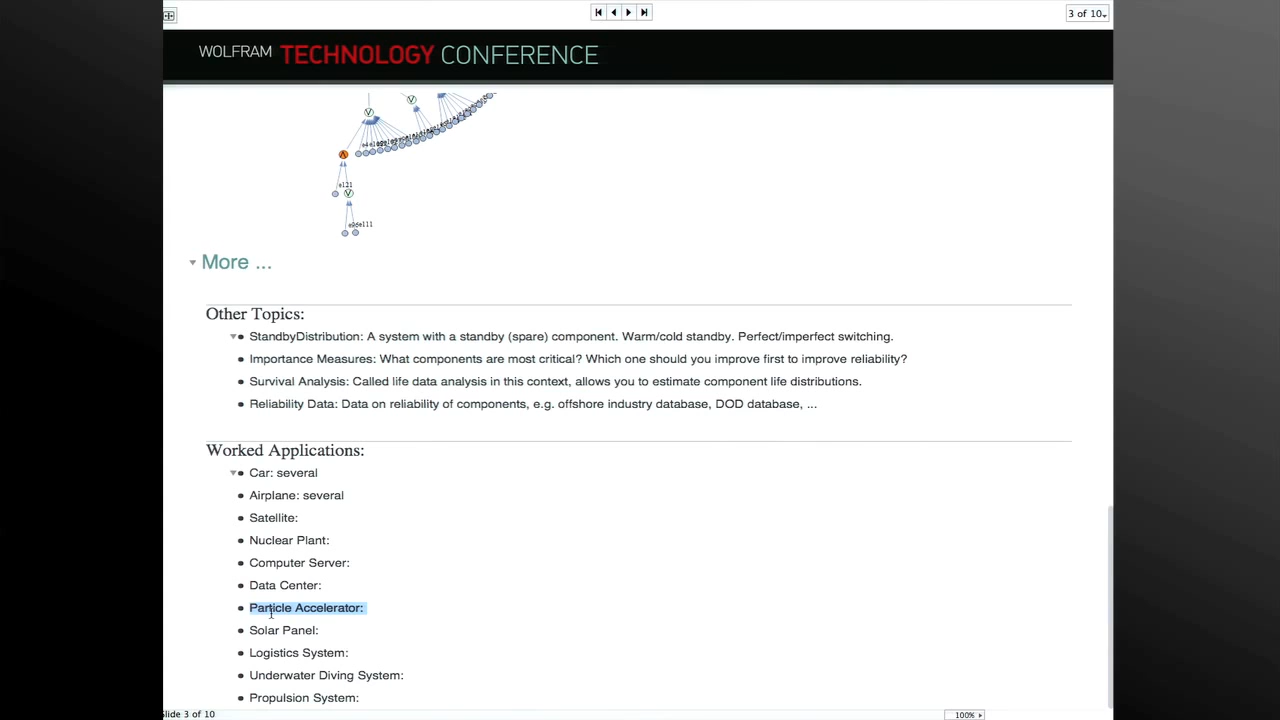 3 of 10
WOLFRAM TECHNOLOGY CONFERENCE
V
V
Λ
e121
V
More ...
Other Topics:
StandbyDistribution: A system with a standby (spare) component. Warm/cold standby. Perfect/imperfect switching.
Importance Measures: What components are most critical? Which one should you improve first to improve reliability?
Survival Analysis: Called life data analysis in this context, allows you to estimate component life distributions.
Reliability Data: Data on reliability of components, e.g. offshore industry database, DOD database, ...
Worked Applications:
Car: several
Airplane: several
Satellite:
Nuclear Plant:
Computer Server:
Data Center:
Particle Accelerator:
Solar Panel:
Logistics System:
Underwater Diving System:
Propulsion System:
Slide 3 of 10
100%